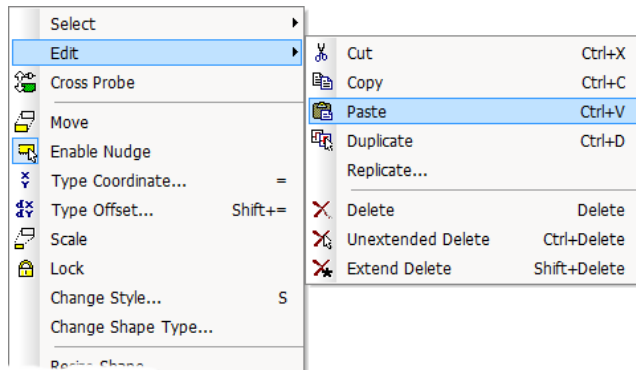 Select
Edit
Cross Probe
Move
Enable Nudge
Type Coordinate... =
Type Offset... Shift+=
Scale
Lock
Change Style... S
Change Shape Type...
Cut Ctrl+X
Copy Ctrl+C
Paste Ctrl+V
Duplicate Ctrl+D
Replicate...
Delete Delete
Unextended Delete Ctrl+Delete
Extend Delete Shift+Delete